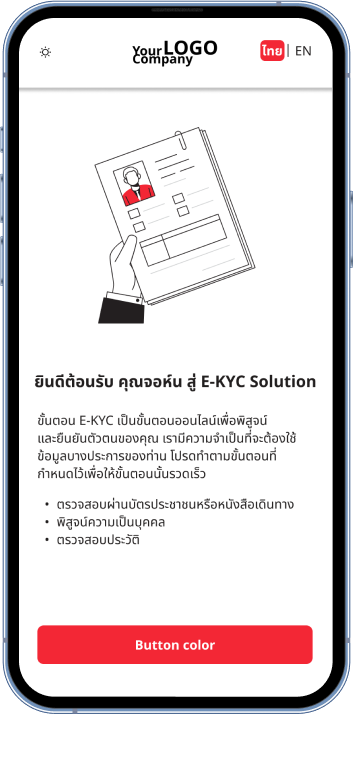 YourLOGO
Company
ไทย | EN
ยินดีต้อนรับ คุณจอห์น สู่ E-KYC Solution
ขั้นตอน E-KYC เป็นขั้นตอนออนไลน์เพื่อพิสูจน์
และยืนยันตัวตนของคุณ เรามีความจำเป็นที่จะต้องใช้
ข้อมูลบางประการของท่าน โปรดทำตามขั้นตอนที่
กำหนดไว้เพื่อให้ขั้นตอนนั้นรวดเร็ว
• ตรวจสอบผ่านบัตรประชาชนหรือหนังสือเดินทาง
• พิสูจน์ความเป็นบุคคล
• ตรวจสอบประวัติ
Button color